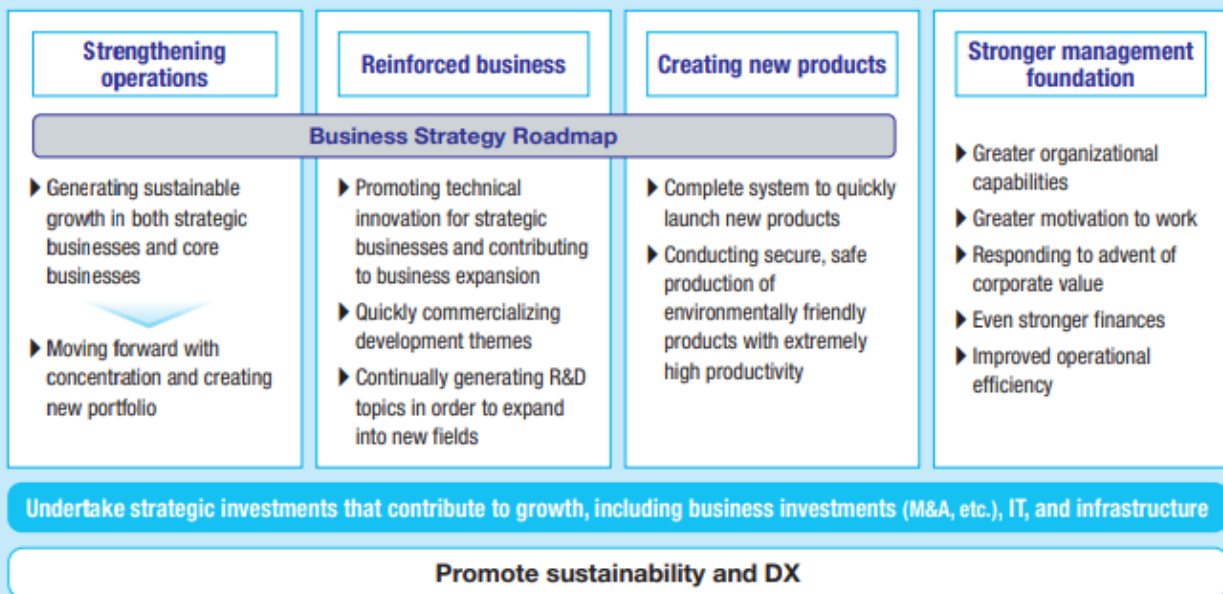 Strengthening
operations
Reinforced business
Creating new products
Stronger management
foundation
Business Strategy Roadmap
Generating sustainable
growth in both strategic
businesses and core
businesses
Moving forward with
concentration and creating
new portfolio
Promoting technical
innovation for strategic
businesses and contributing
to business expansion
Quickly commercializing
development themes
Continually generating R&D
topics in order to expand
into new fields
Complete system to quickly
launch new products
Conducting secure, safe
production of
environmentally friendly
products with extremely
high productivity
Greater organizational
capabilities
Greater motivation to work
Responding to advent of
corporate value
Even stronger finances
Improved operational
efficiency
Undertake strategic investments that contribute to growth, including business investments (M&A, etc.), IT, and infrastructure
Promote sustainability and DX